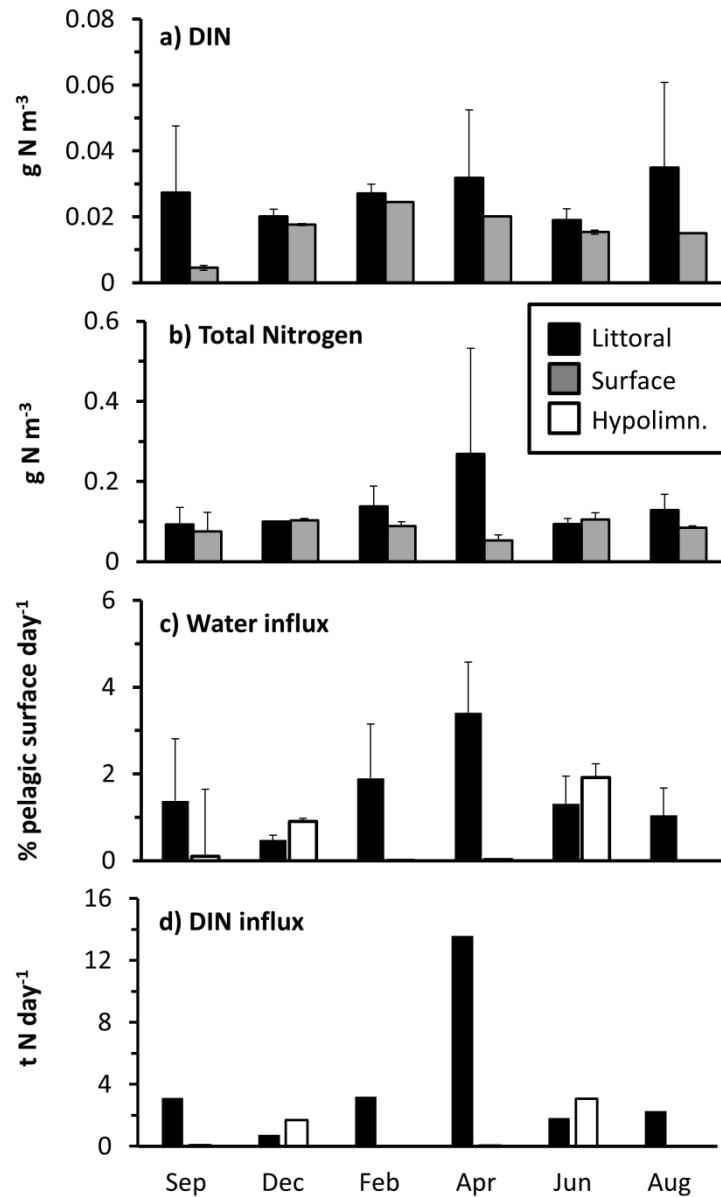 a) DIN
g N m-3
0.08
0.06
0.04
0.02
0
b) Total Nitrogen
g N m-3
0.6
0.4
0.2
0
Littoral
Surface
Hypolimn.
c) Water influx
% pelagic surface day-1
6
4
2
0
d) DIN influx
t N day-1
16
12
8
4
0
Sep Dec Feb Apr Jun Aug